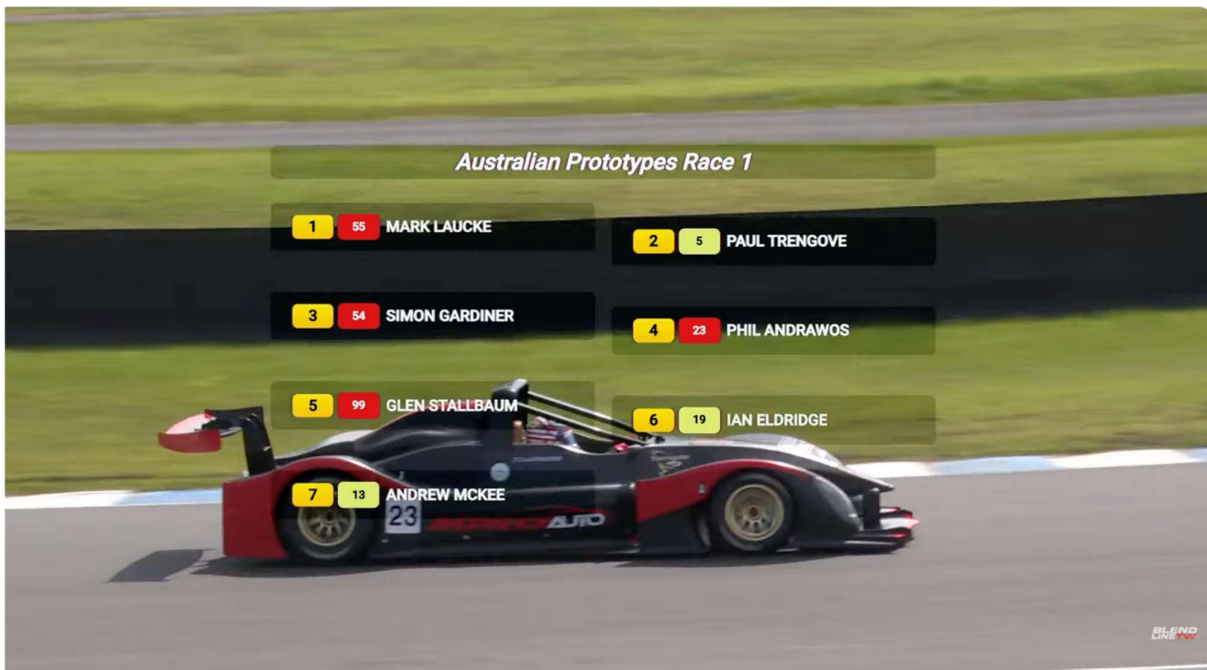 Australian Prototypes Race 1
1 55 MARK LAUCKE
2 5 PAUL TRENGOVE
3 54 SIMON GARDINER
4 23 PHIL ANDRAWOS
5 99 GLEN STALLBAUM
6 19 IAN ELDRIDGE
7 13 ANDREW MCKEE
23
AUTO
BLEND
LINE TV